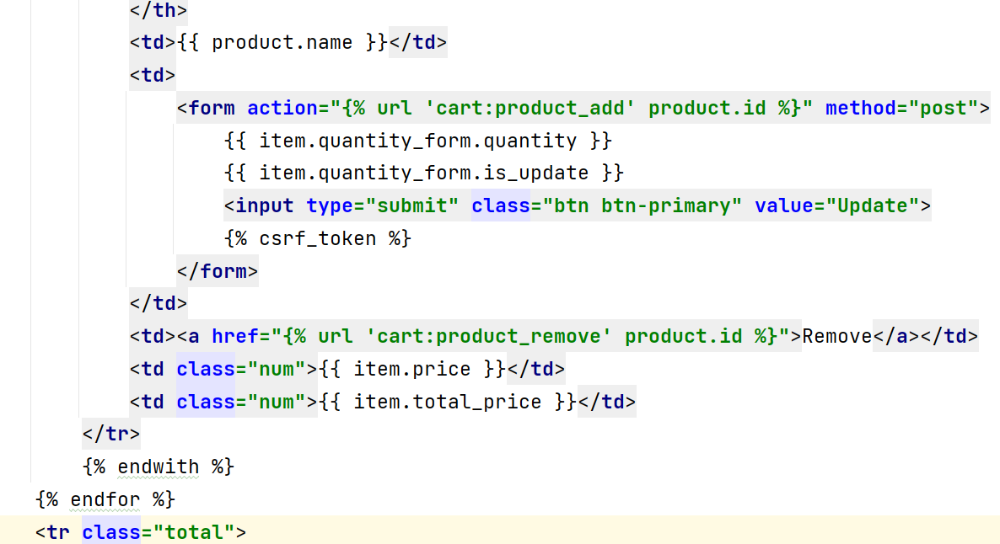 </th>
<td>{{ product.name }}</td>
<td>
<form action="{% url 'cart:product_add' product.id %}" method="post">
{{ item.quantity_form.quantity }}
{{ item.quantity_form.is_update }}
<input type="submit" class="btn btn-primary" value="Update">
{% csrf_token %}
</form>
</td>
<td><a href="{% url 'cart:product_remove' product.id %}">Remove</a></td>
<td class="num">{{ item.price }}</td>
<td class="num">{{ item.total_price }}</td>
</tr>
{% endwith %}
{% endfor %}
<tr class="total">